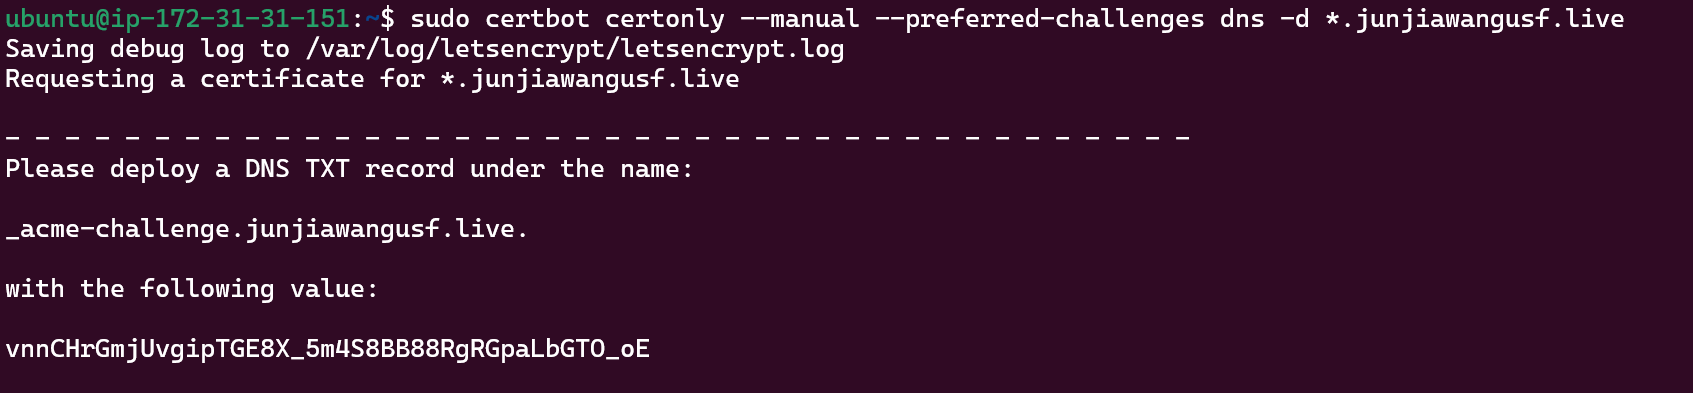 ubuntu@ip-172-31-31-151:~$ sudo certbot certonly --manual --preferred-challenges dns -d *.junjiawangusf.live
Saving debug log to /var/log/letsencrypt/letsencrypt.log
Requesting a certificate for *.junjiawangusf.live
- - - - - - - - - - - - - - - - - - - - - - - - - - - - - - - - - - - - - - - -
Please deploy a DNS TXT record under the name:
_acme-challenge.junjiawangusf.live.
with the following value:
vnnCHrGmjUvgipTGE8X_5m4S8BB88RgRGpaLbGTO_oE